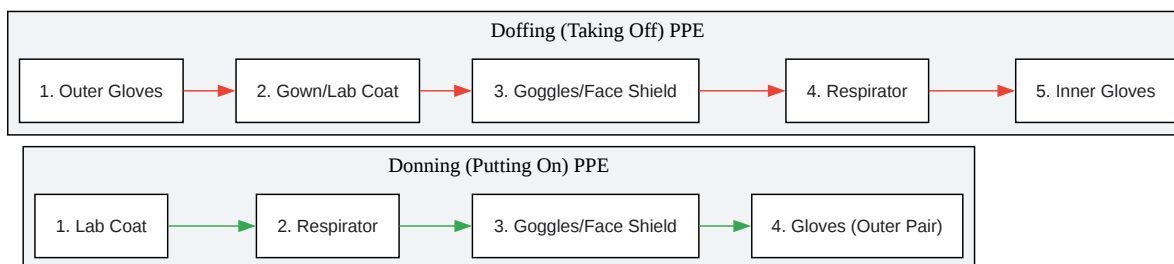 Doffing (Taking Off) PPE
1. Outer Gloves
2. Gown/Lab Coat
3. Goggles/Face Shield
4. Respirator
5. Inner Gloves
Donning (Putting On) PPE
1. Lab Coat
2. Respirator
3. Goggles/Face Shield
4. Gloves (Outer Pair)